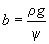 b = ρg / ψ